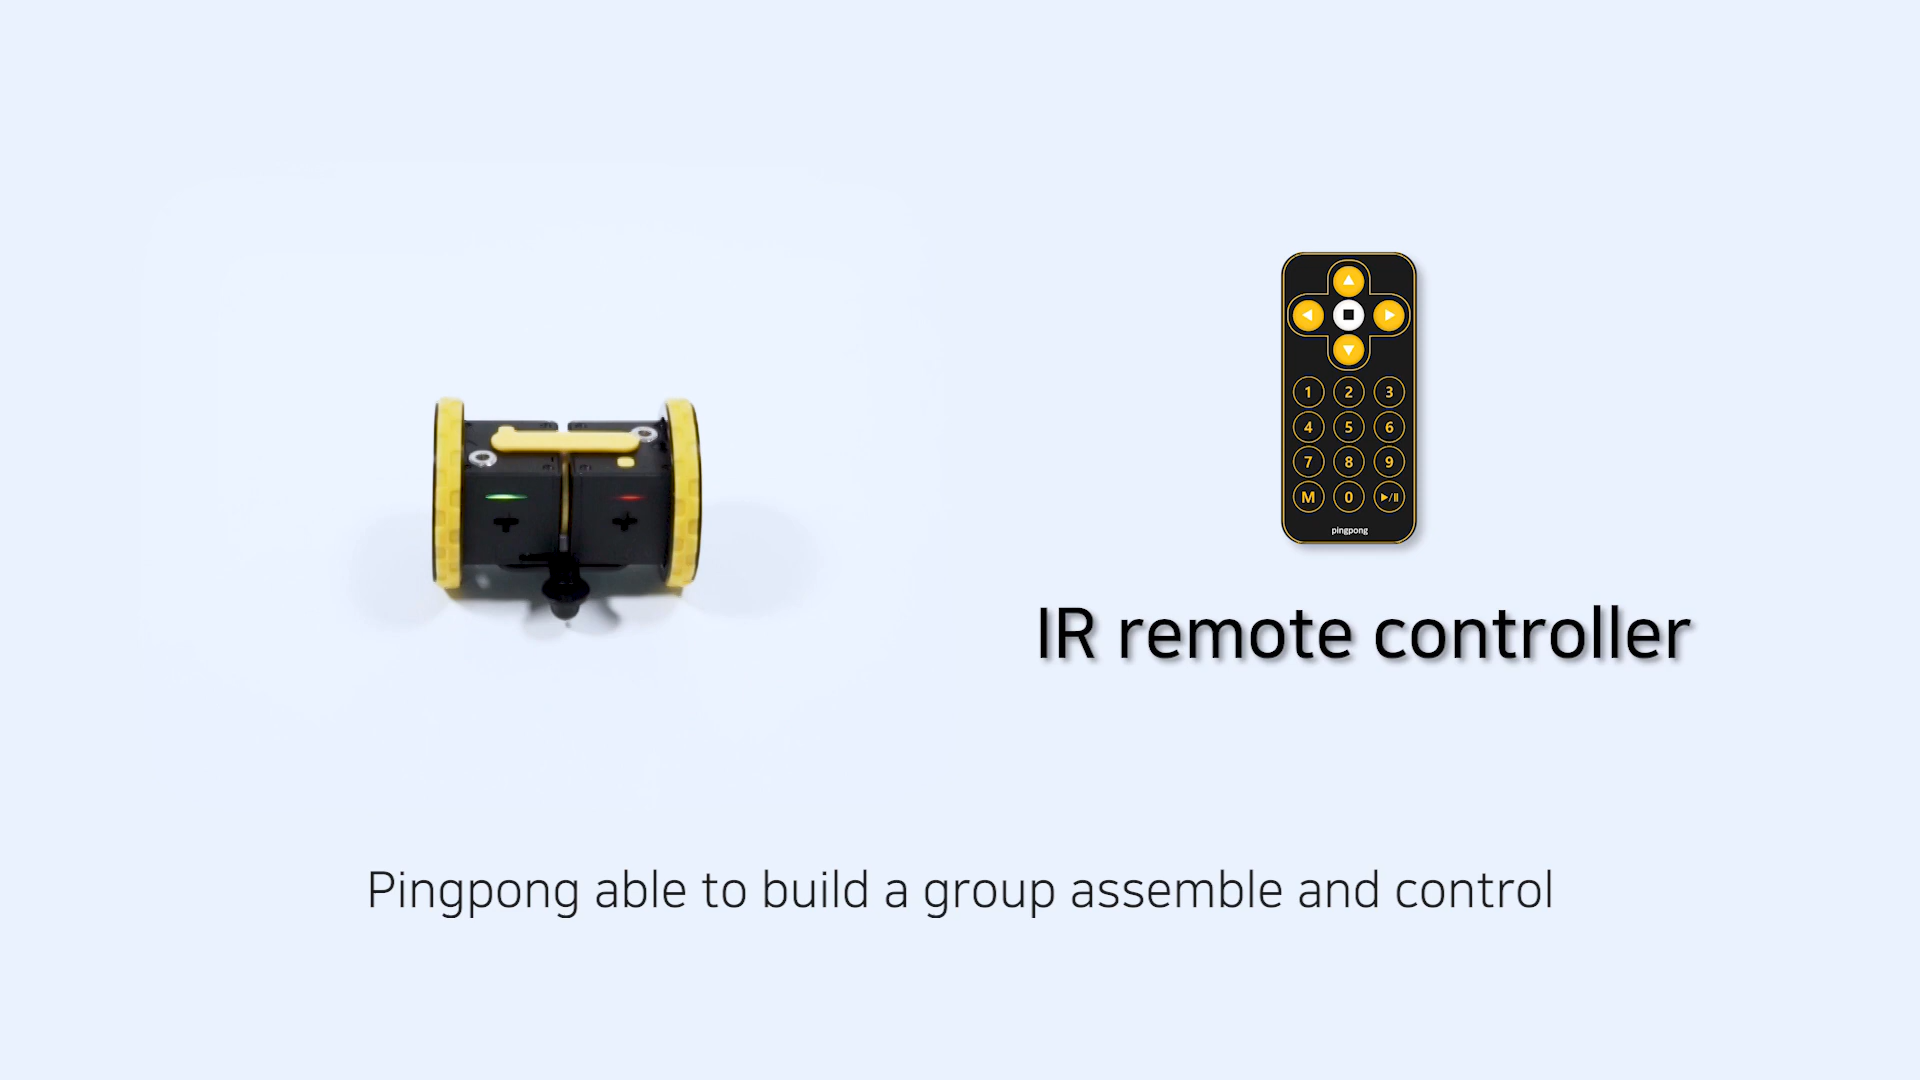 1 2 3
4 5 6
7 8 9
M 0 ▶/II
pingpong
IR remote controller
Pingpong able to build a group assemble and control